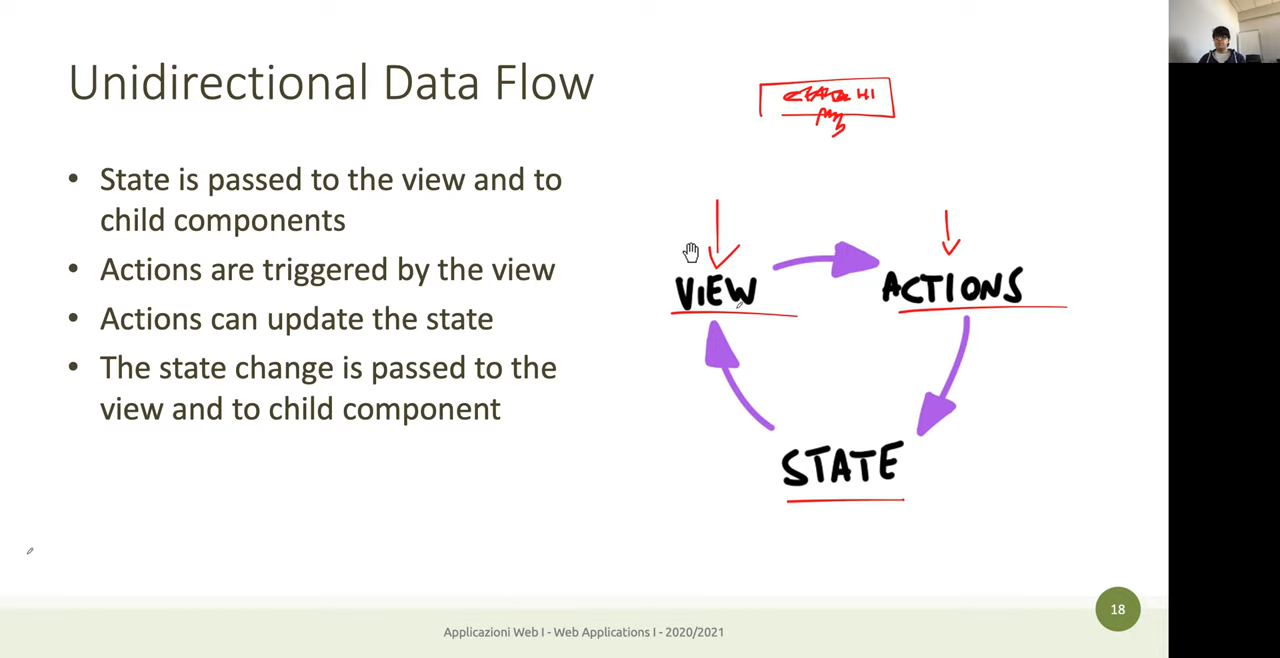 Unidirectional Data Flow
HI
• State is passed to the view and to
child components
• Actions are triggered by the view
• Actions can update the state
• The state change is passed to the
view and to child component
VIEW
ACTIONS
STATE
18
Applicazioni Web I - Web Applications I - 2020/2021